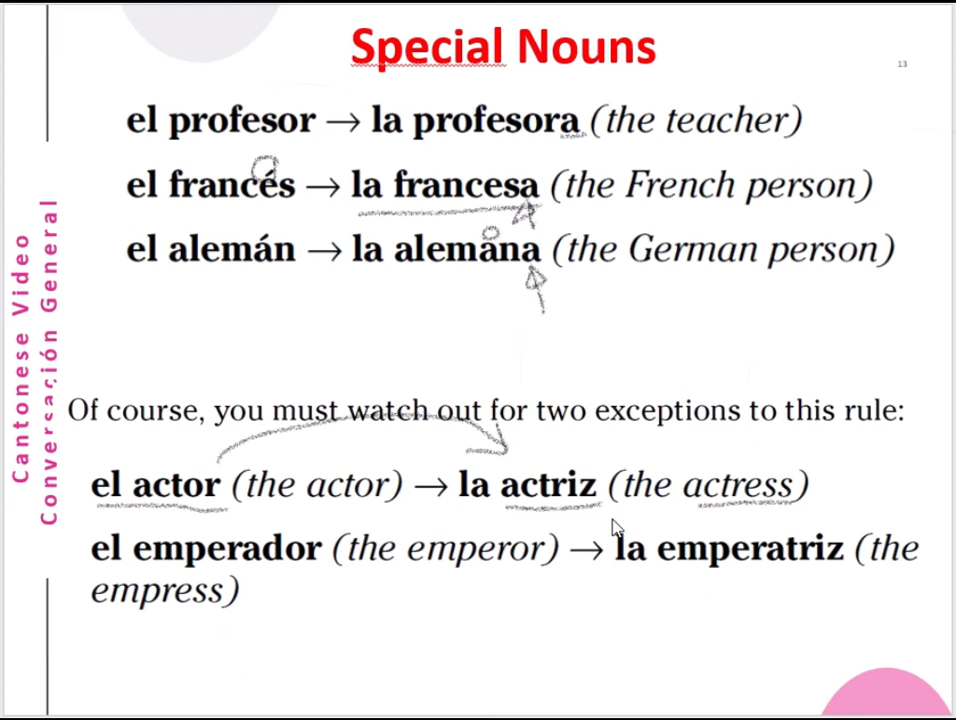 Special Nouns
13
el profesor → la profesora (the teacher)
el francés → la francesa (the French person)
el alemán → la alemana (the German person)
Cantonese Video
Conversación General
Of course, you must watch out for two exceptions to this rule:
el actor (the actor) → la actriz (the actress)
el emperador (the emperor) → la emperatriz (the
empress)